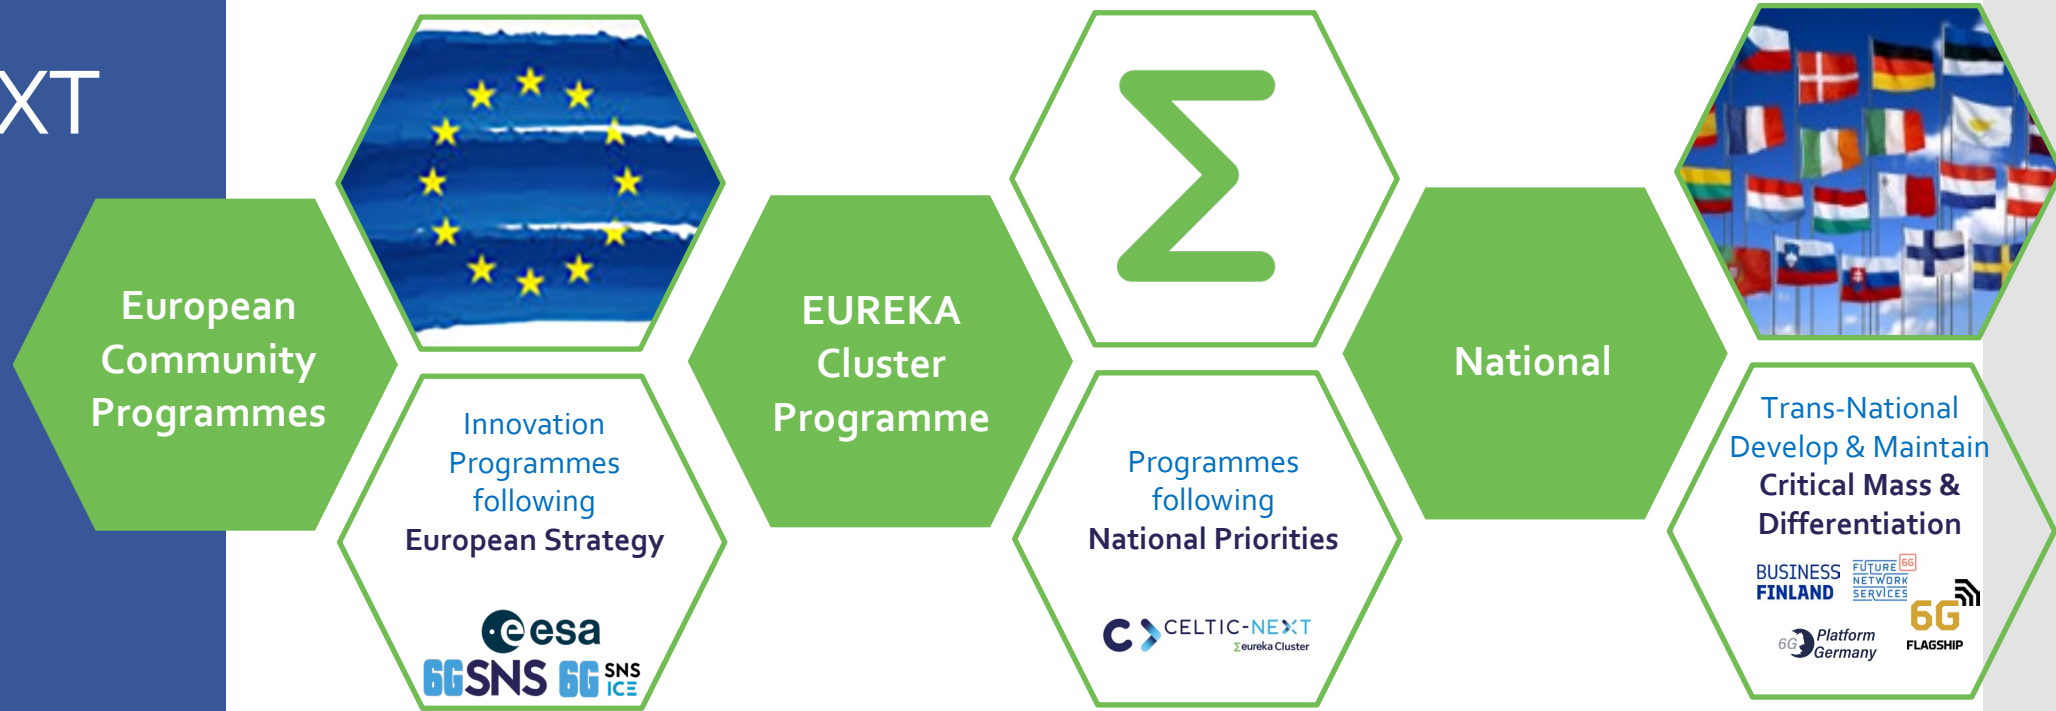 XT
European
Community
Programmes
Innovation
Programmes
following
European Strategy
esa
6GSNS 6G SNS
ICE
EUREKA
Cluster
Programme
Programmes
following
National Priorities
CELTIC-NEXT
Σeureka Cluster
National
Trans-National
Develop & Maintain
Critical Mass &
Differentiation
BUSINESS
FINLAND
FUTURE 6G
NETWORK
SERVICES
6G Platform
Germany
6G
FLAGSHIP